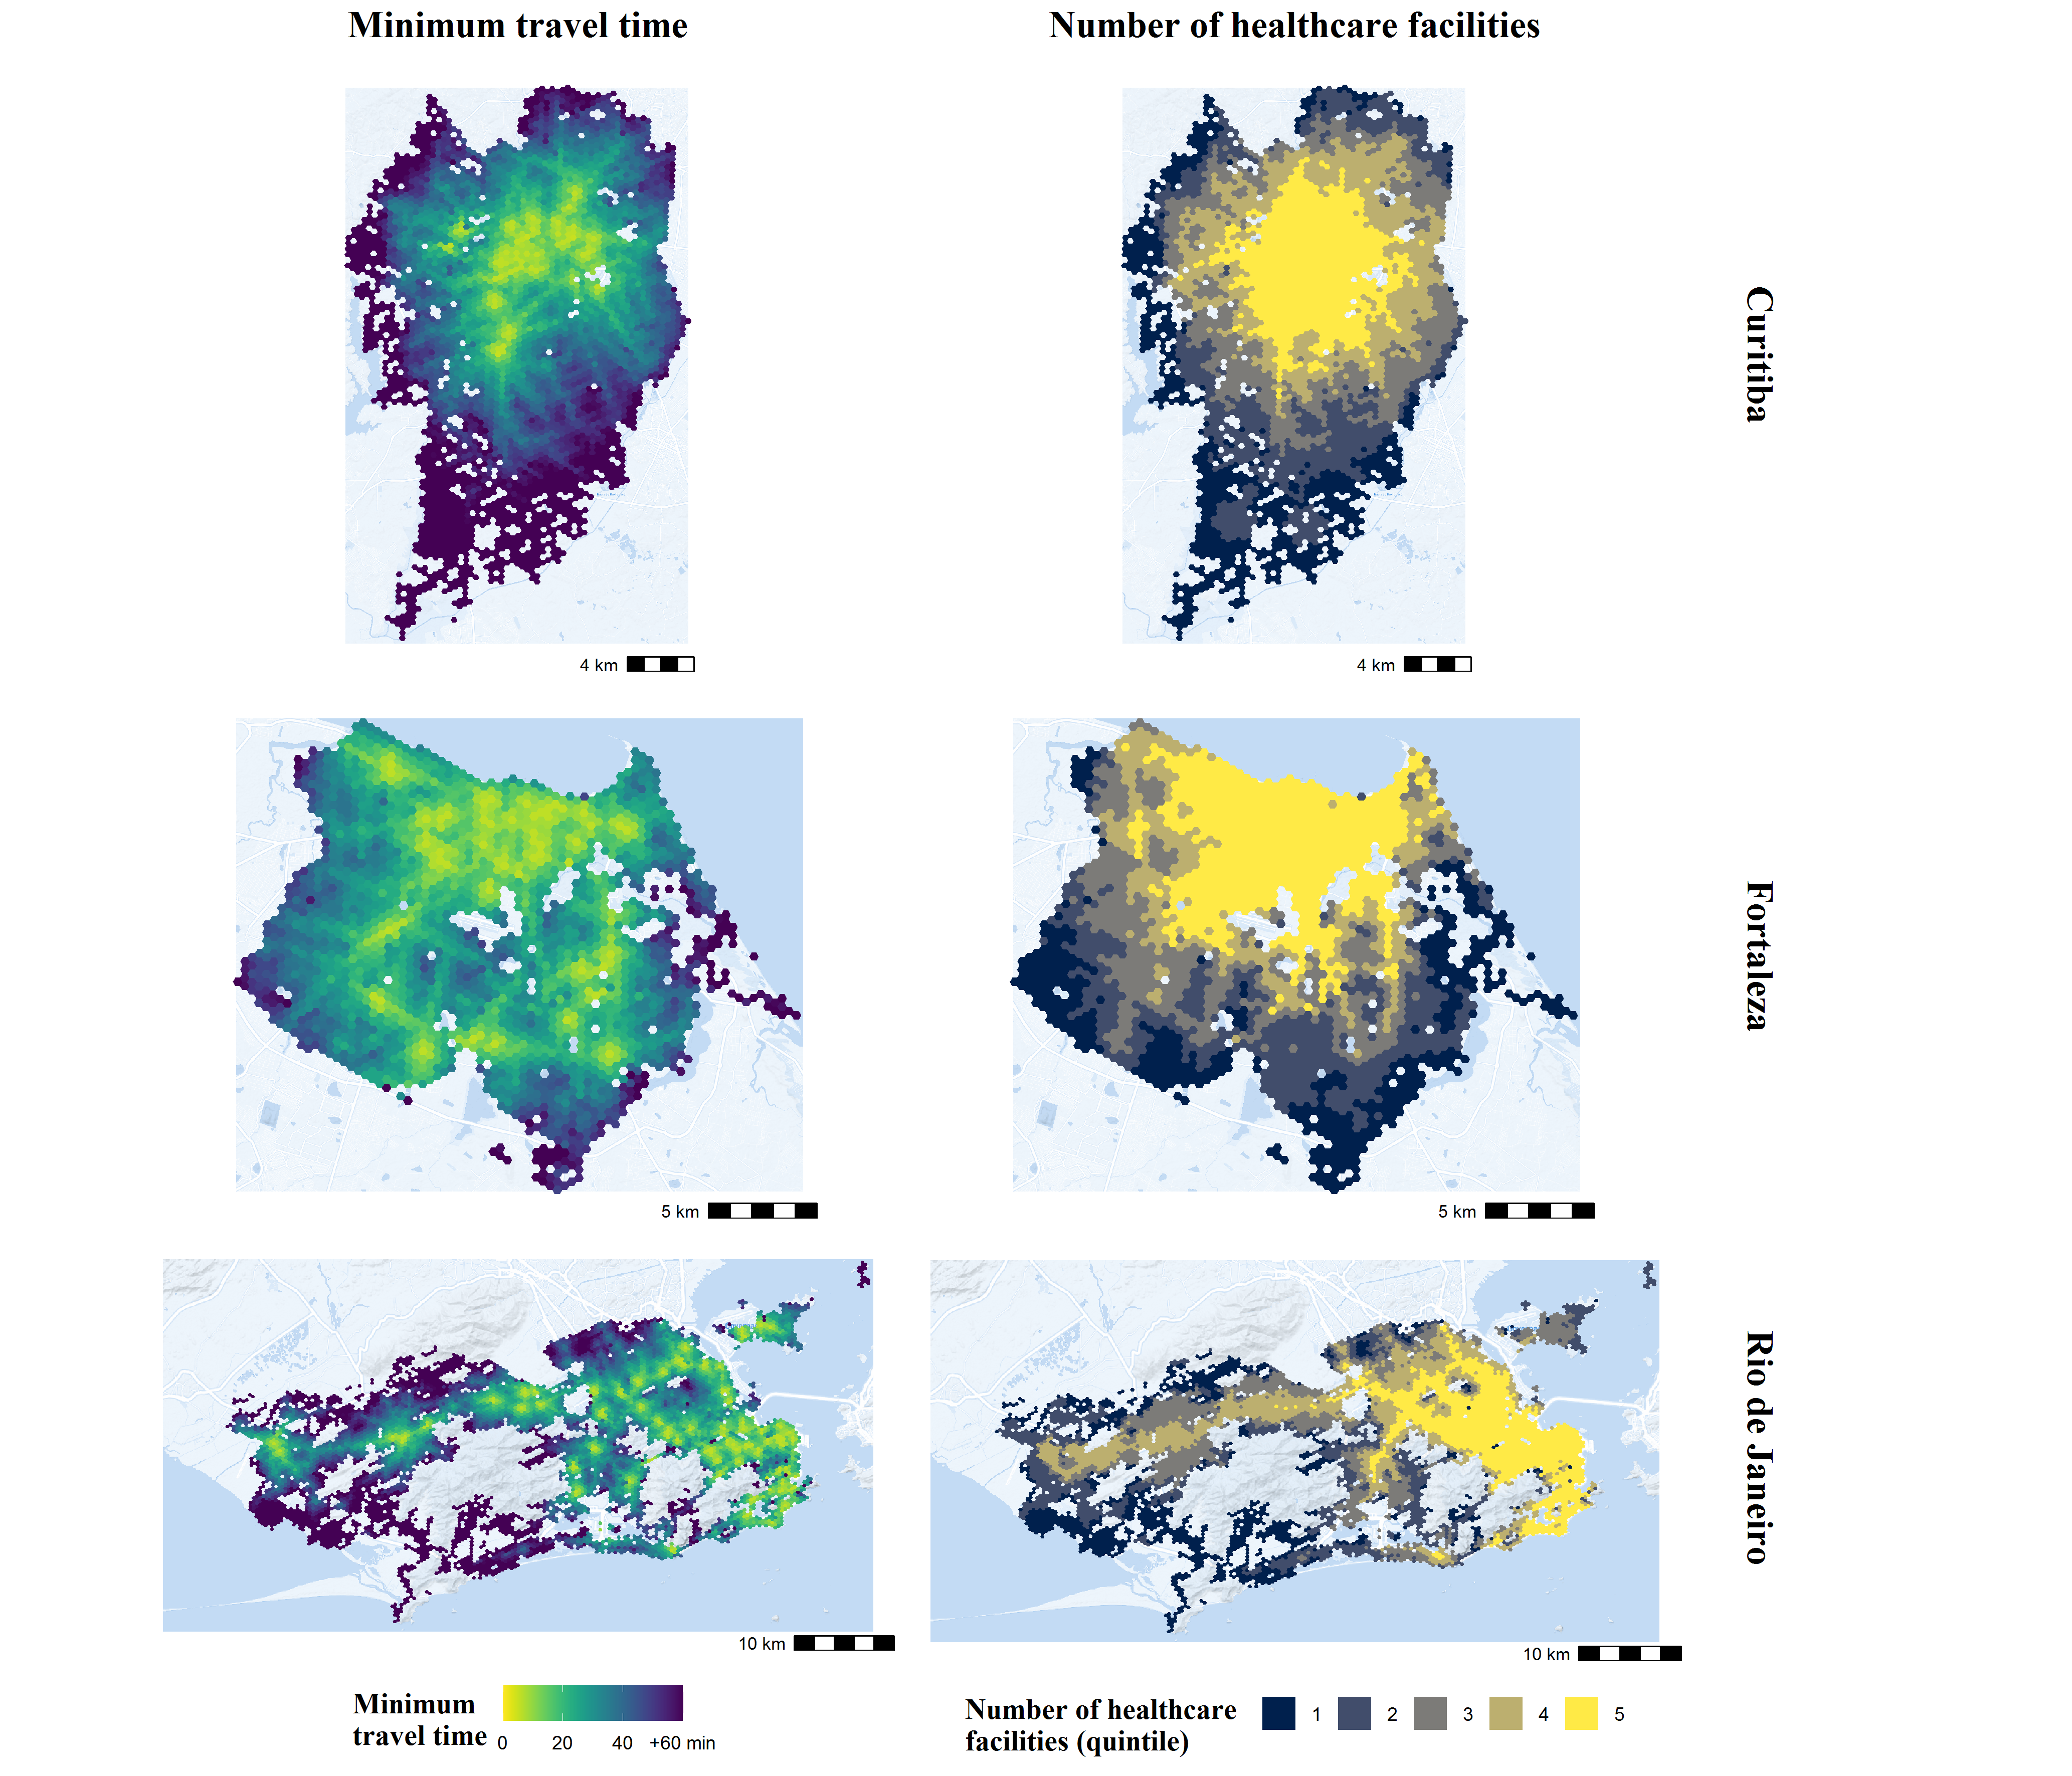 Minimum travel time
Number of healthcare facilities
Curitiba
4 km
4 km
Fortaleza
5 km
5 km
Rio de Janeiro
10 km
10 km
Minimum
travel time
0 20 40 +60 min
Number of healthcare
facilities (quintile)
1 2 3 4 5